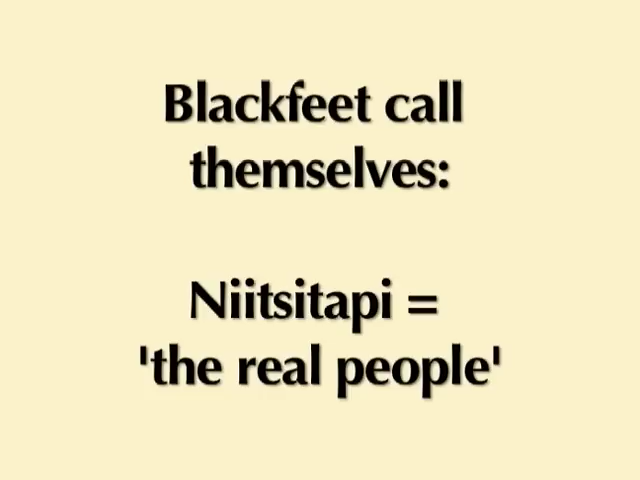 Blackfeet call
themselves:
Niitsitapi =
'the real people'